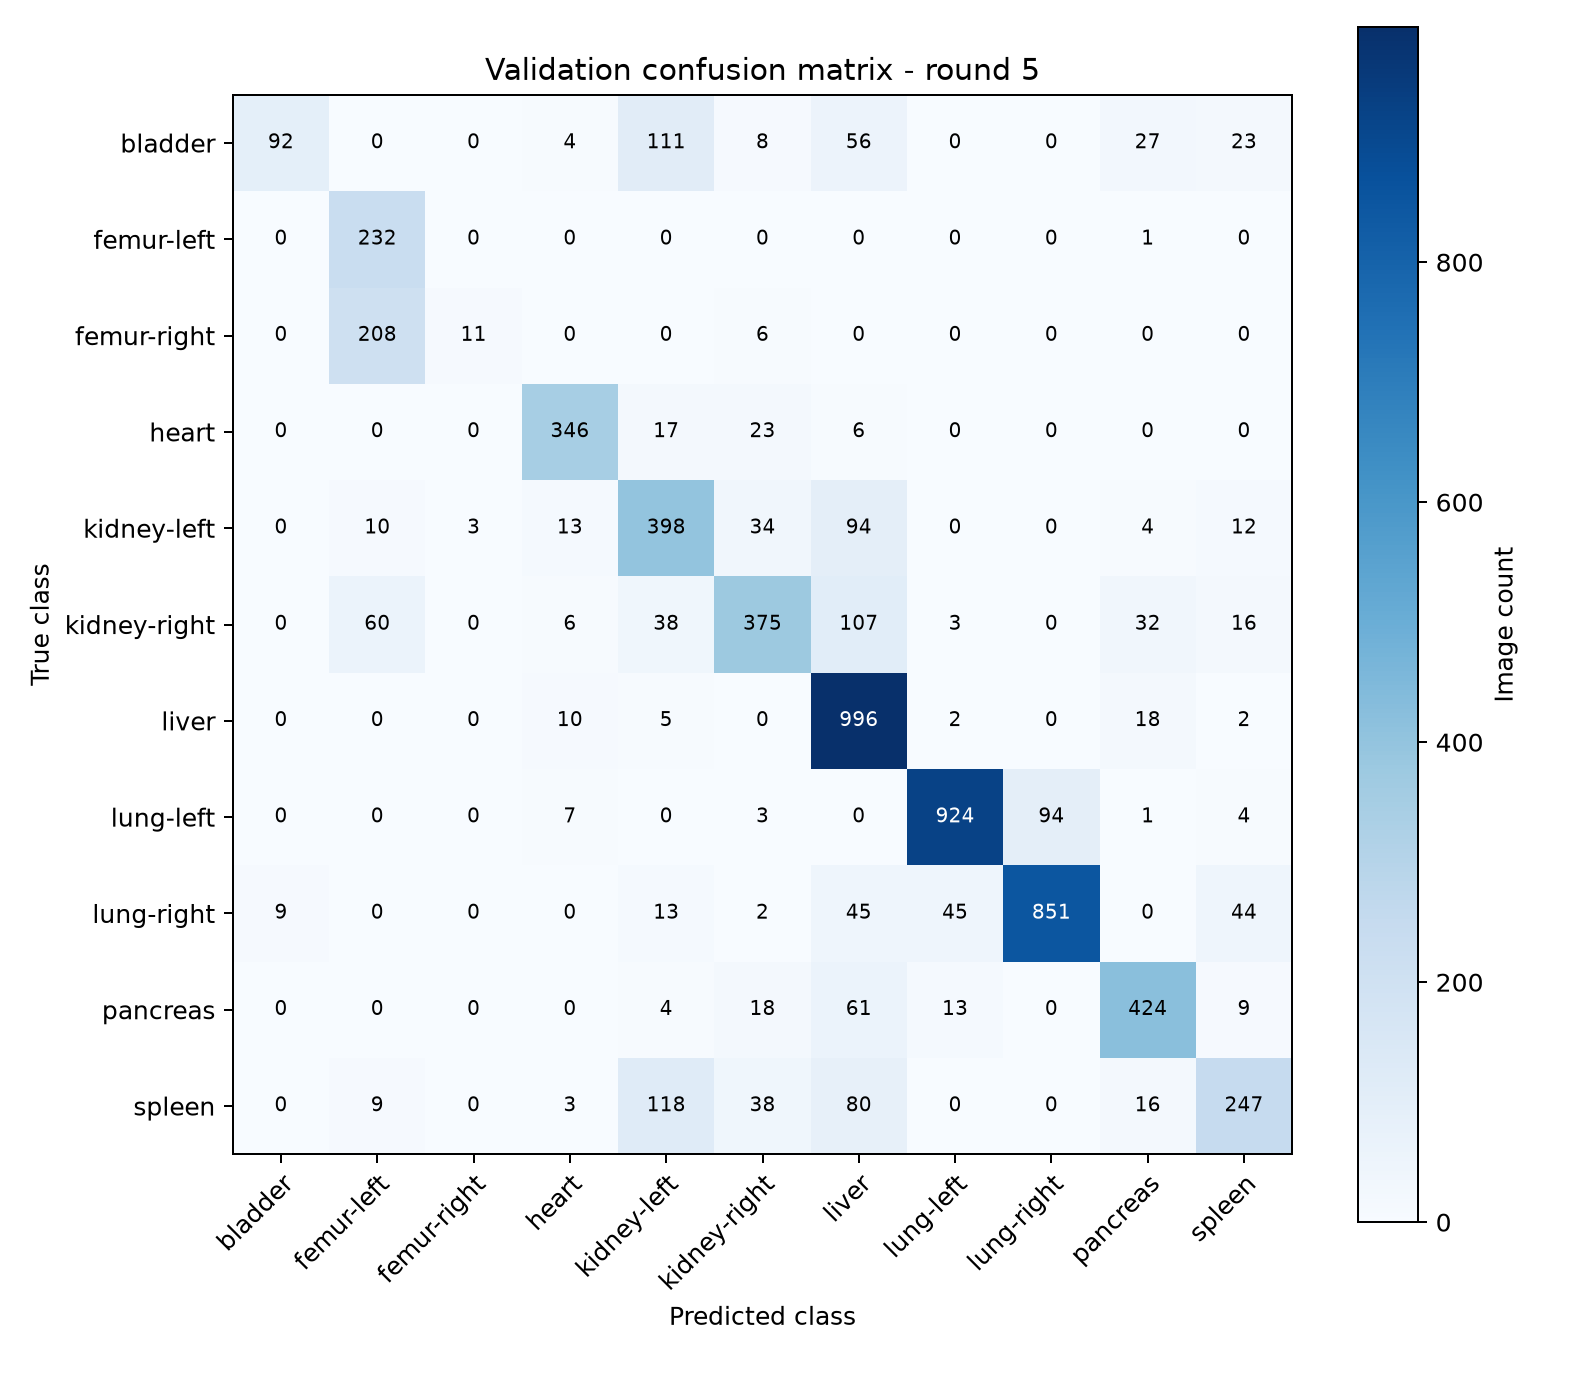 Validation confusion matrix - round 5
bladder 92 0 0 4 111 8 56 0 0 27 23
femur-left 0 232 0 0 0 0 0 0 0 1 0
femur-right 0 208 11 0 0 6 0 0 0 0 0
heart 0 0 0 346 17 23 6 0 0 0 0
kidney-left 0 10 3 13 398 34 94 0 0 4 12
kidney-right 0 60 0 6 38 375 107 3 0 32 16
liver 0 0 0 10 5 0 996 2 0 18 2
lung-left 0 0 0 7 0 3 0 924 94 1 4
lung-right 9 0 0 0 13 2 45 45 851 0 44
pancreas 0 0 0 0 4 18 61 13 0 424 9
spleen 0 9 0 3 118 38 80 0 0 16 247
True class
bladder femur-left femur-right heart kidney-left kidney-right liver lung-left lung-right pancreas spleen
Predicted class
800
600
400
200
0
Image count